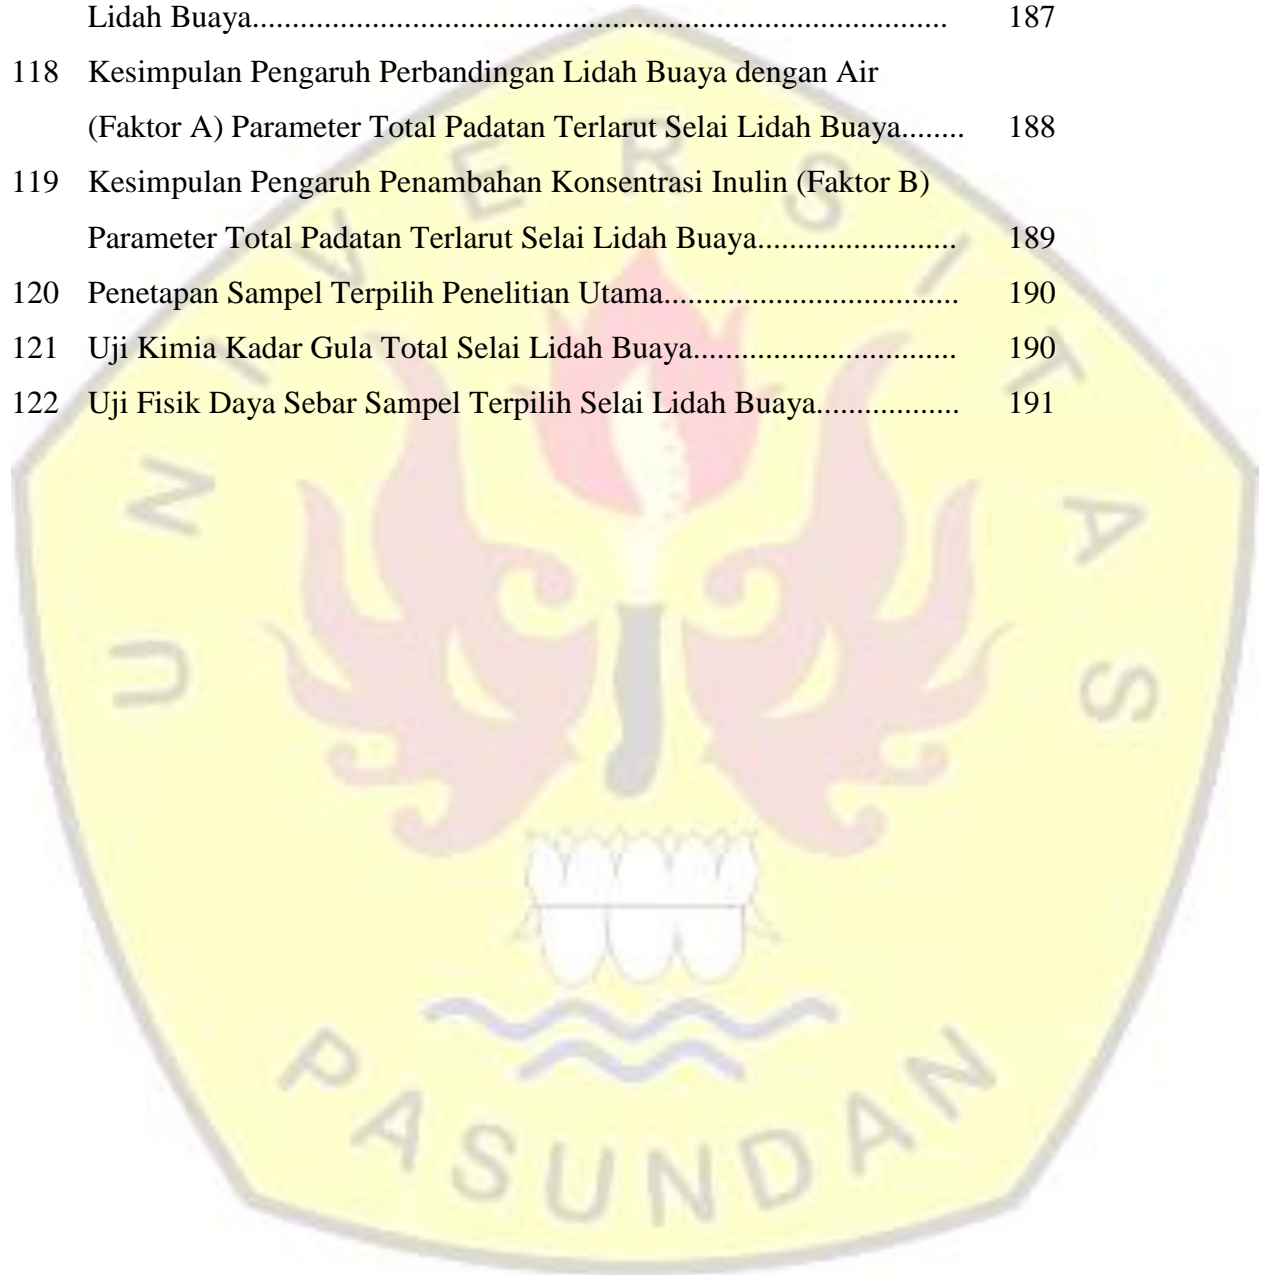 Lidah Buaya....................................................................................... 187
118 Kesimpulan Pengaruh Perbandingan Lidah Buaya dengan Air
(Faktor A) Parameter Total Padatan Terlarut Selai Lidah Buaya........ 188
119 Kesimpulan Pengaruh Penambahan Konsentrasi Inulin (Faktor B)
Parameter Total Padatan Terlarut Selai Lidah Buaya......................... 189
120 Penetapan Sampel Terpilih Penelitian Utama..................................... 190
121 Uji Kimia Kadar Gula Total Selai Lidah Buaya................................. 190
122 Uji Fisik Daya Sebar Sampel Terpilih Selai Lidah Buaya.................. 191
UNIVERSITAS
PASUNDAN